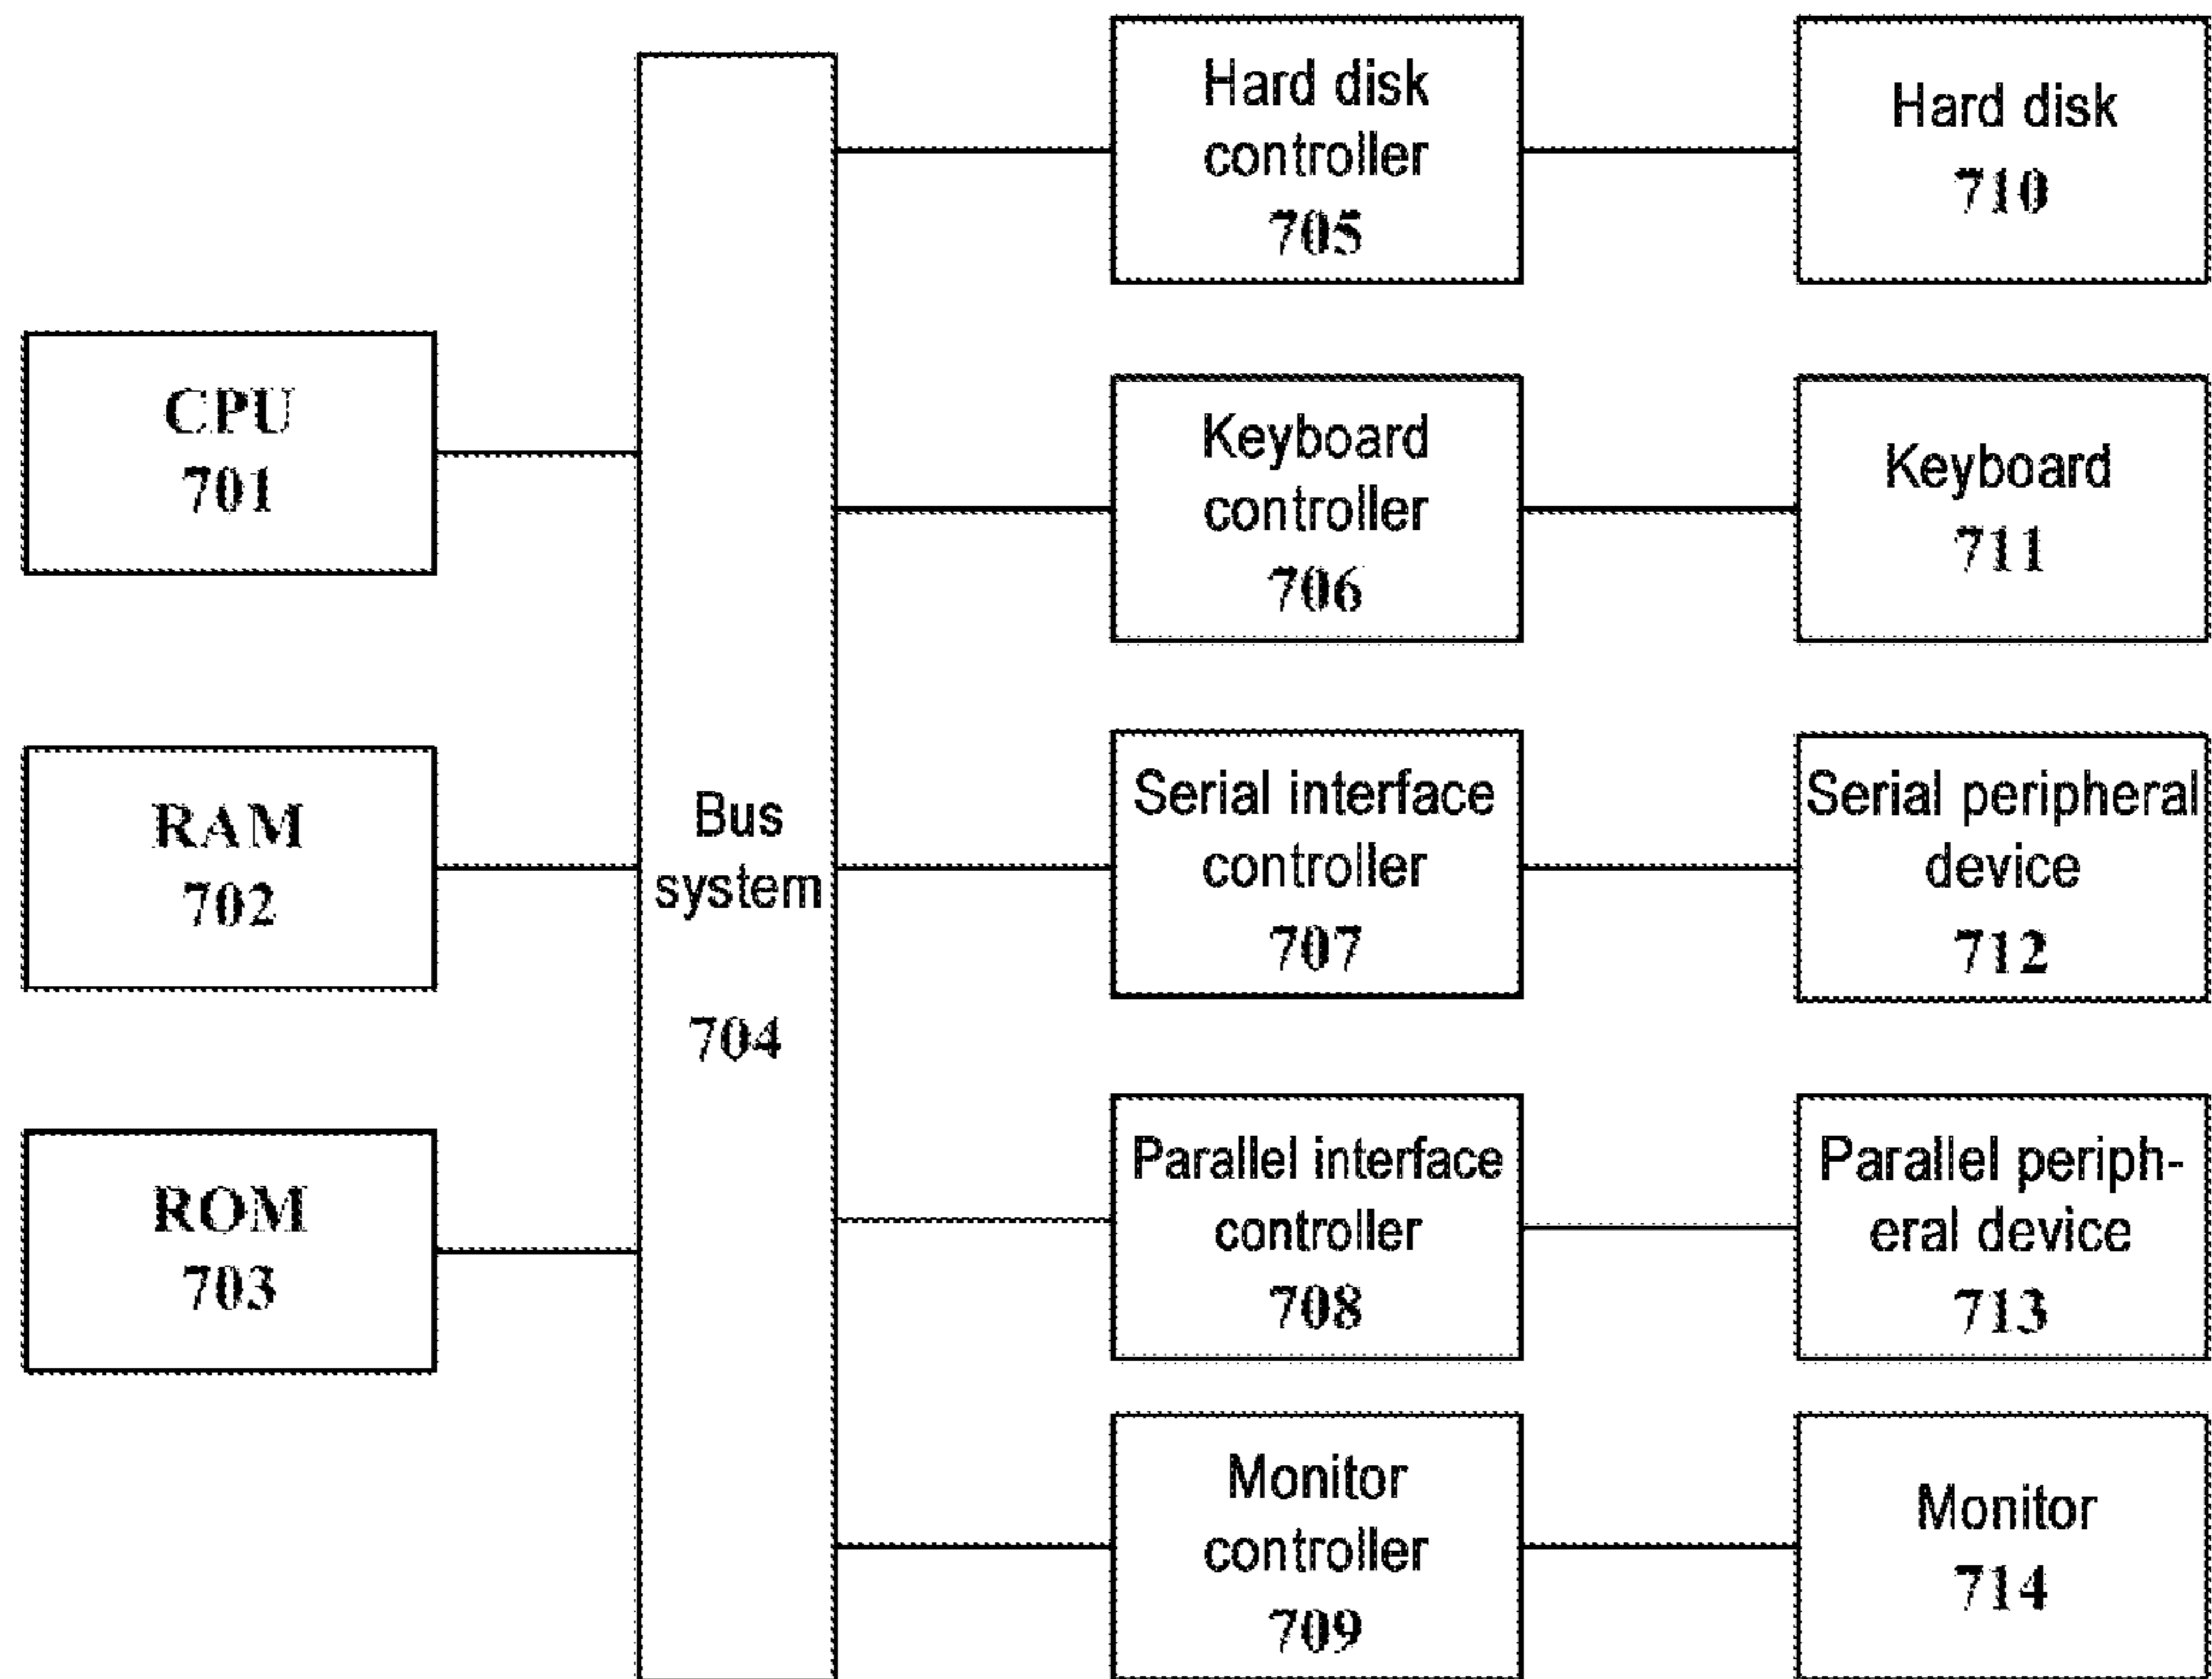 CPU
701
RAM
702
ROM
703
Bus
system
704
Hard disk
controller
705
Hard disk
710
Keyboard
controller
706
Keyboard
711
Serial interface
controller
707
Serial peripheral
device
712
Parallel interface
controller
708
Parallel periph-
eral device
713
Monitor
controller
709
Monitor
714